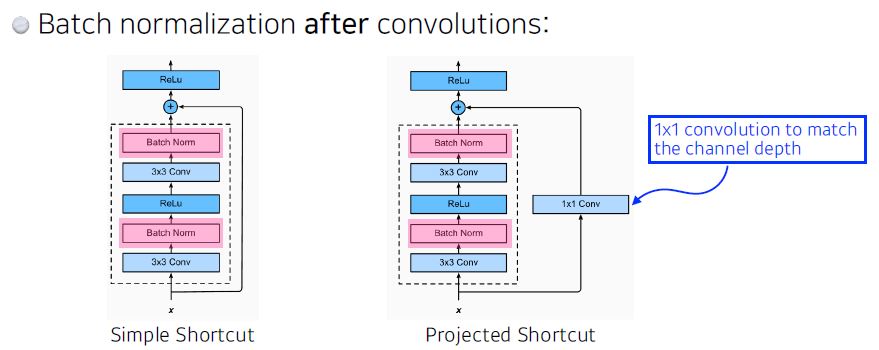 Batch normalization after convolutions:
ReLu
+
Batch Norm
3x3 Conv
ReLu
Batch Norm
3x3 Conv
x
Simple Shortcut
ReLu
+
Batch Norm
3x3 Conv
ReLu
Batch Norm
3x3 Conv
x
1x1 Conv
Projected Shortcut
1x1 convolution to match
the channel depth